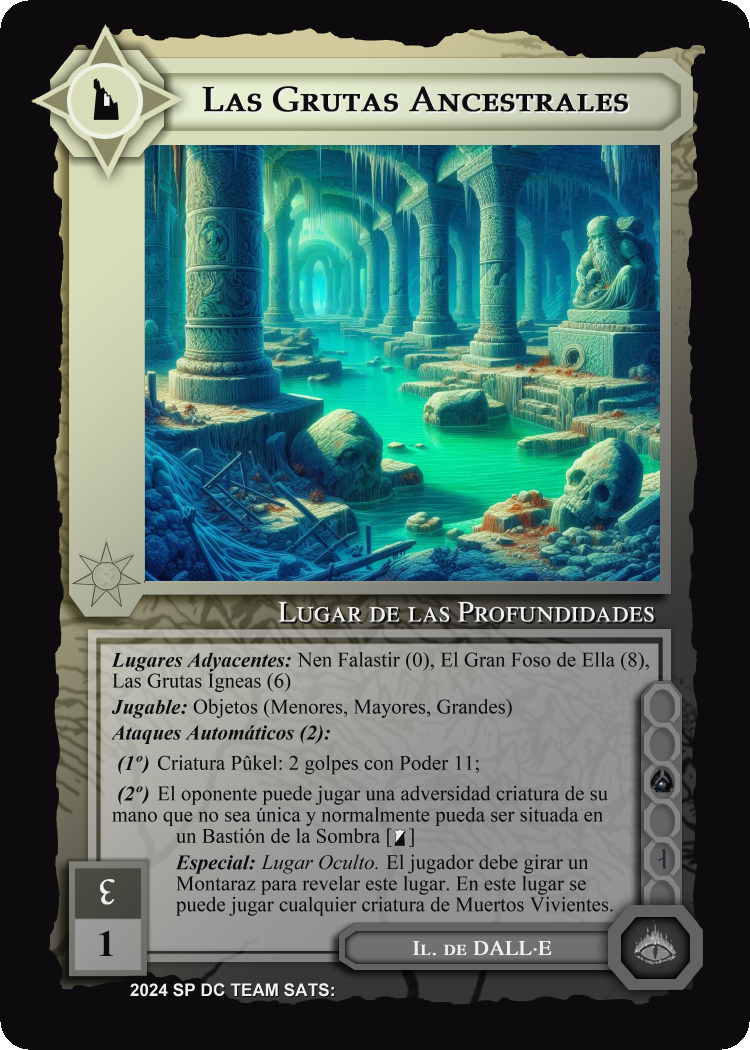 Las Grutas Ancestrales
Lugar de las Profundidades
Lugares Adyacentes: Nen Falastir (0), El Gran Foso de Ella (8),
Las Grutas Ígneas (6)
Jugable: Objetos (Menores, Mayores, Grandes)
Ataques Automáticos (2):
(1º) Criatura Pûkel: 2 golpes con Poder 11;
(2º) El oponente puede jugar una adversidad criatura de su
mano que no sea única y normalmente pueda ser situada en
un Bastión de la Sombra [ ]
Especial: Lugar Oculto. El jugador debe girar un
Montaraz para revelar este lugar. En este lugar se
puede jugar cualquier criatura de Muertos Vivientes.
1
Il. de DALL·E
2024 SP DC TEAM SATS: